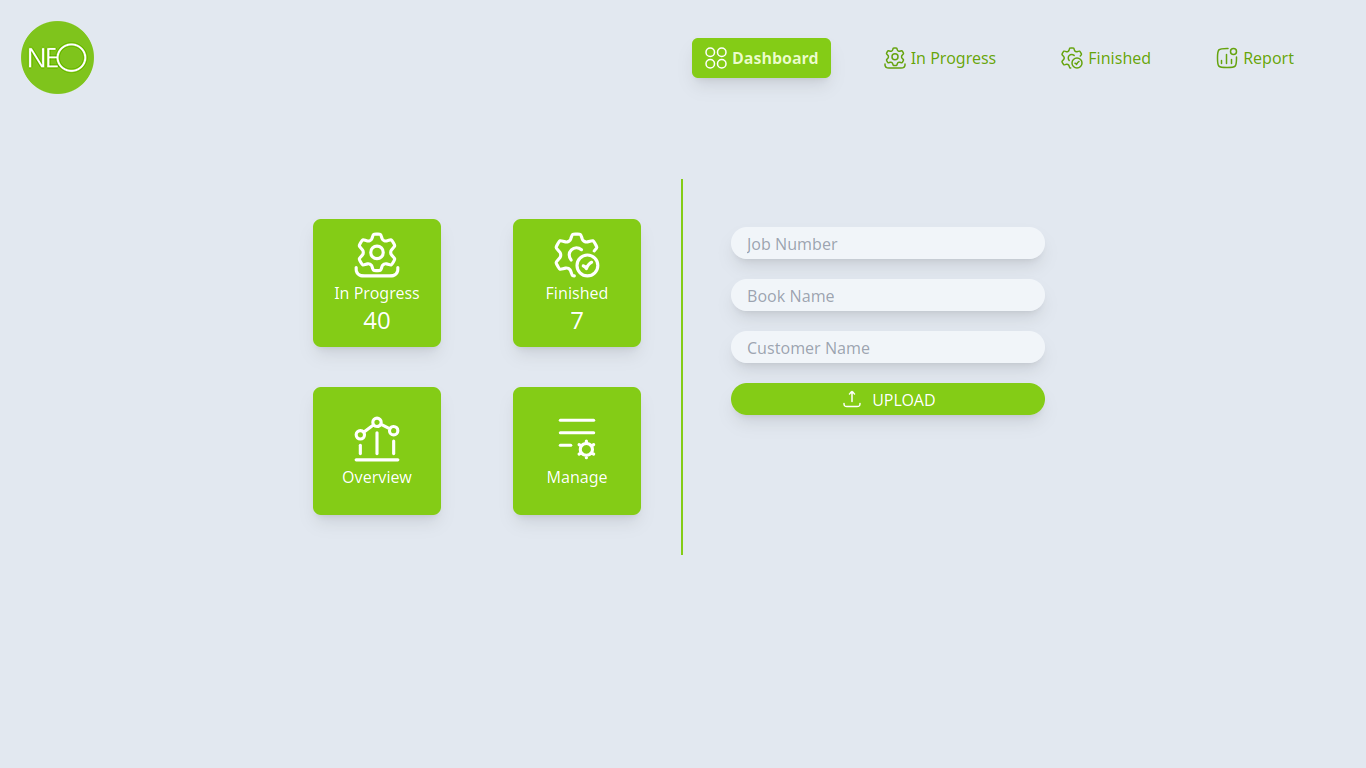 NEO
Dashboard
In Progress
Finished
Report
In Progress
40
Finished
7
Overview
Manage
Job Number
Book Name
Customer Name
UPLOAD